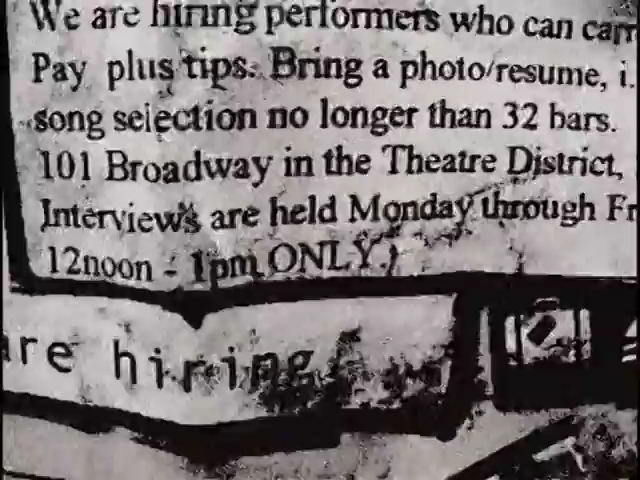 We are hiring performers who can carr
Pay plus tips. Bring a photo/resume, i.
song selection no longer than 32 bars.
101 Broadway in the Theatre District,
Interviews are held Monday through Fr
12noon - 1pm ONLY
are hiring